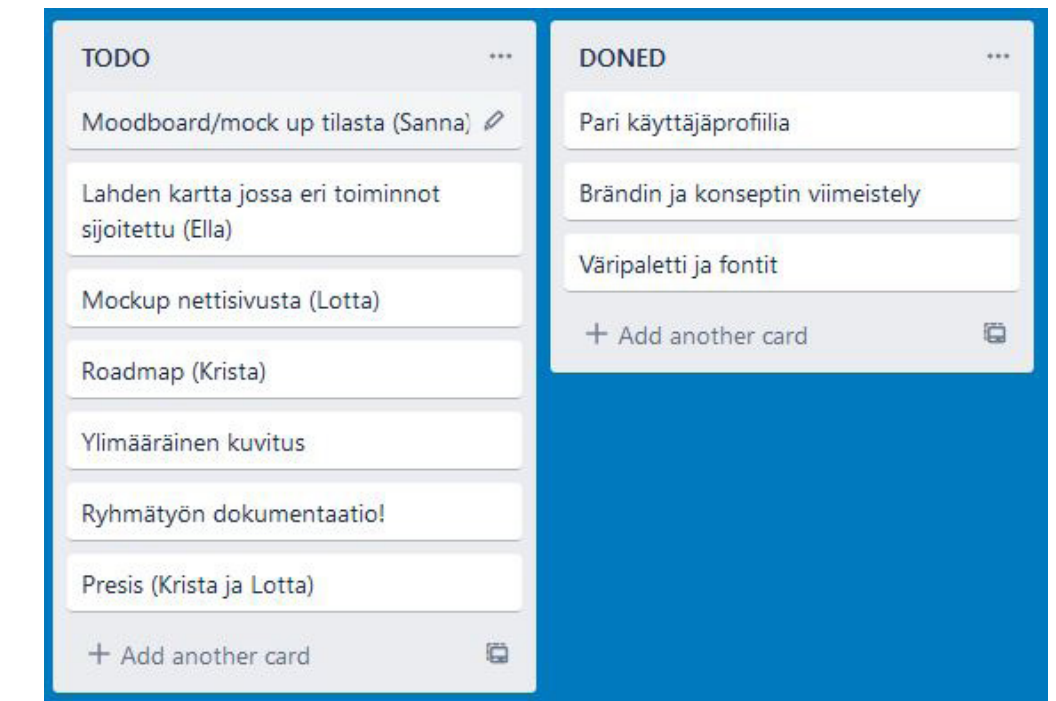 TODO
Moodboard/mock up tilasta (Sanna)
Lahden kartta jossa eri toiminnot
sijoitettu (Ella)
Mockup nettisivusta (Lotta)
Roadmap (Krista)
Ylimääräinen kuvitus
Ryhmätyön dokumentaatio!
Presis (Krista ja Lotta)
+ Add another card
DONED
Pari käyttäjäprofiilia
Brändin ja konseptin viimeistely
Väripaletti ja fontit
+ Add another card